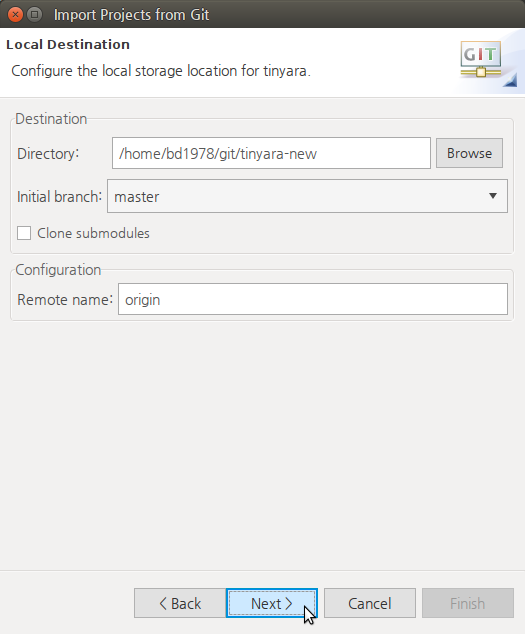 Import Projects from Git
Local Destination
Configure the local storage location for tinyara.
GIT
Destination
Directory: /home/bd1978/git/tinyara-new Browse
Initial branch: master
Clone submodules
Configuration
Remote name: origin
< Back Next > Cancel Finish